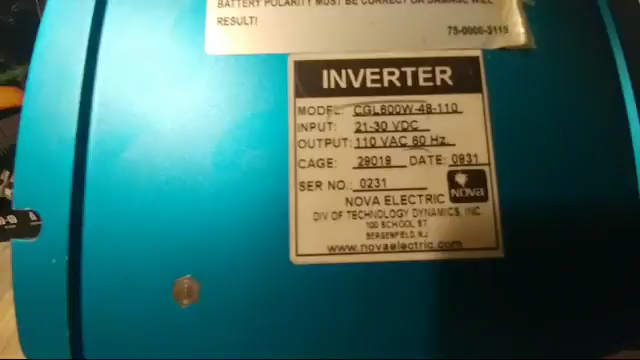 BATTERY POLARITY MUST BE CORRECT OR DAMAGE WILL
RESULT!
75-0000-3119
INVERTER
MODEL: CGL600W-48-110
INPUT: 21-30 VDC
OUTPUT: 110 VAC 60 Hz.
CAGE: 29019 DATE: 0931
SER NO.: 0231
NOVA
NOVA ELECTRIC
DIV OF TECHNOLOGY DYNAMICS, INC
100 SCHOOL ST
BERGENFIELD, NJ
www.novaelectric.com